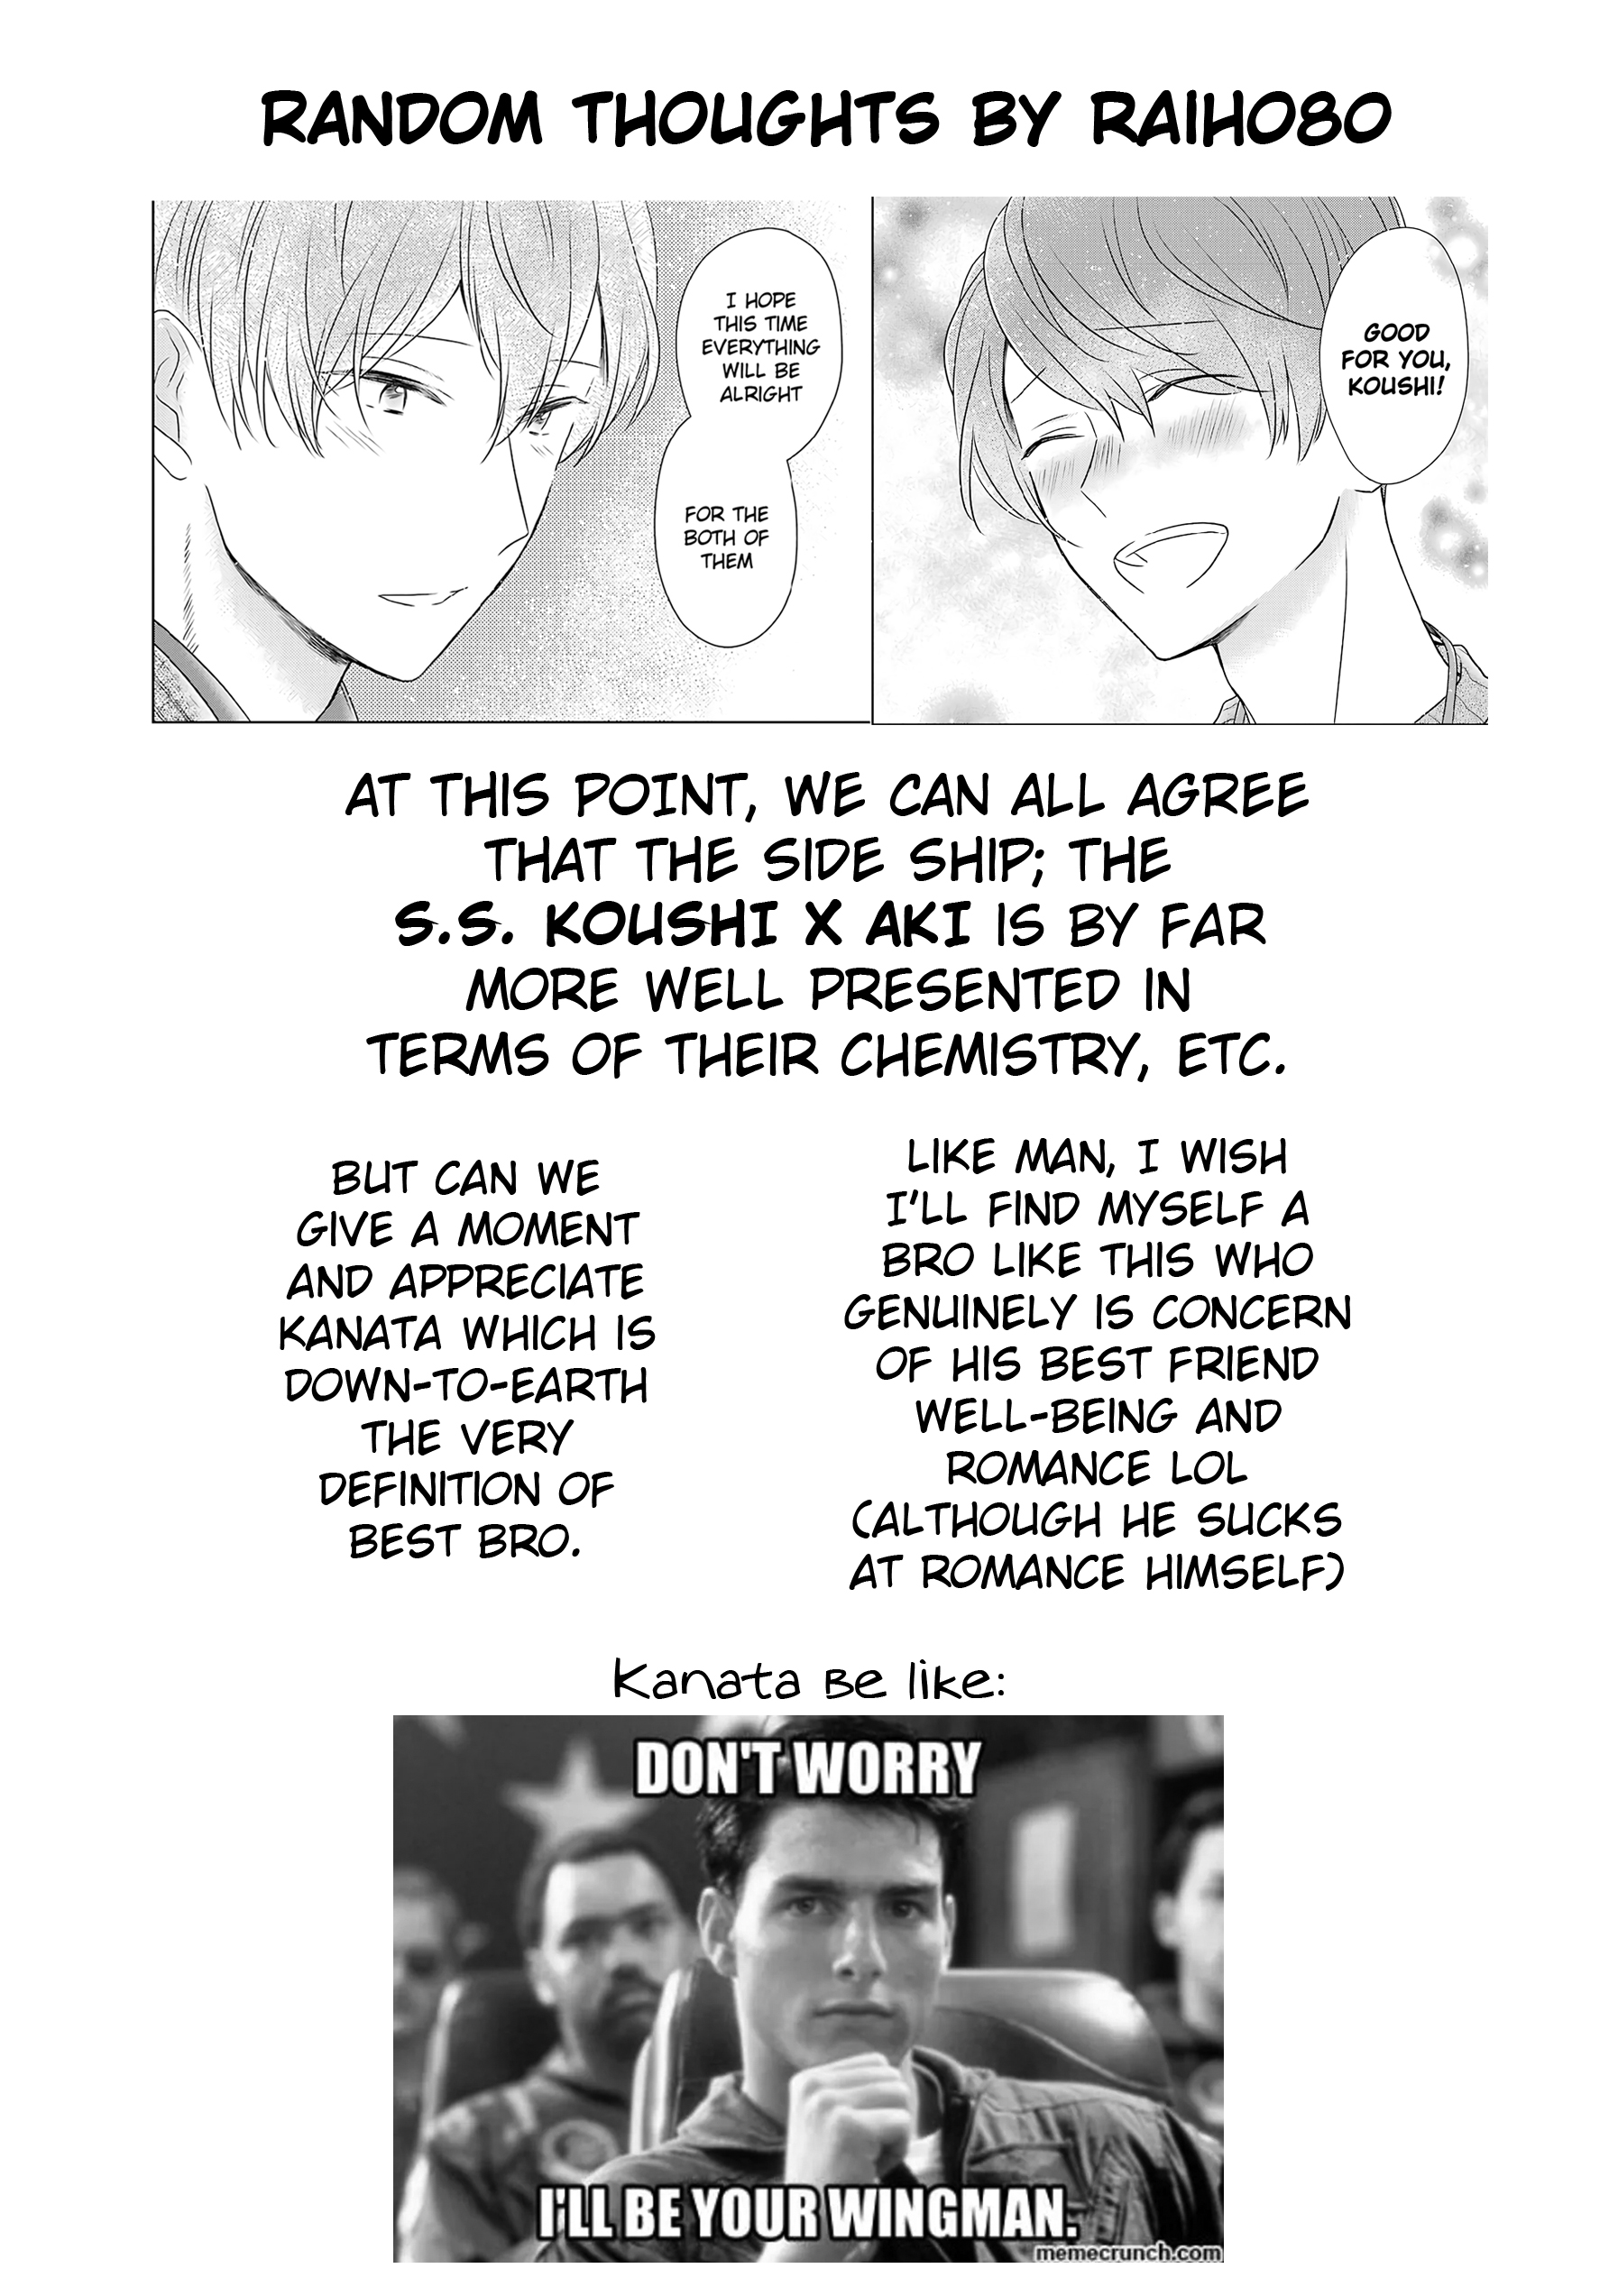 RANDOM THOUGHTS BY RAIHO80
I HOPE
THIS TIME
EVERYTHING
WILL BE
ALRIGHT
FOR THE
BOTH OF
THEM
GOOD
FOR YOU,
KOUSHI!
AT THIS POINT, WE CAN ALL AGREE
THAT THE SIDE SHIP; THE
S.S. KOUSHI X AKI IS BY FAR
MORE WELL PRESENTED IN
TERMS OF THEIR CHEMISTRY, ETC.
BUT CAN WE
GIVE A MOMENT
AND APPRECIATE
KANATA WHICH IS
DOWN-TO-EARTH
THE VERY
DEFINITION OF
BEST BRO.
LIKE MAN, I WISH
I'LL FIND MYSELF A
BRO LIKE THIS WHO
GENUINELY IS CONCERN
OF HIS BEST FRIEND
WELL-BEING AND
ROMANCE LOL
(ALTHOUGH HE SUCKS
AT ROMANCE HIMSELF)
Kanata Be like:
DON'T WORRY
I'LL BE YOUR WINGMAN.
memecrunch.com